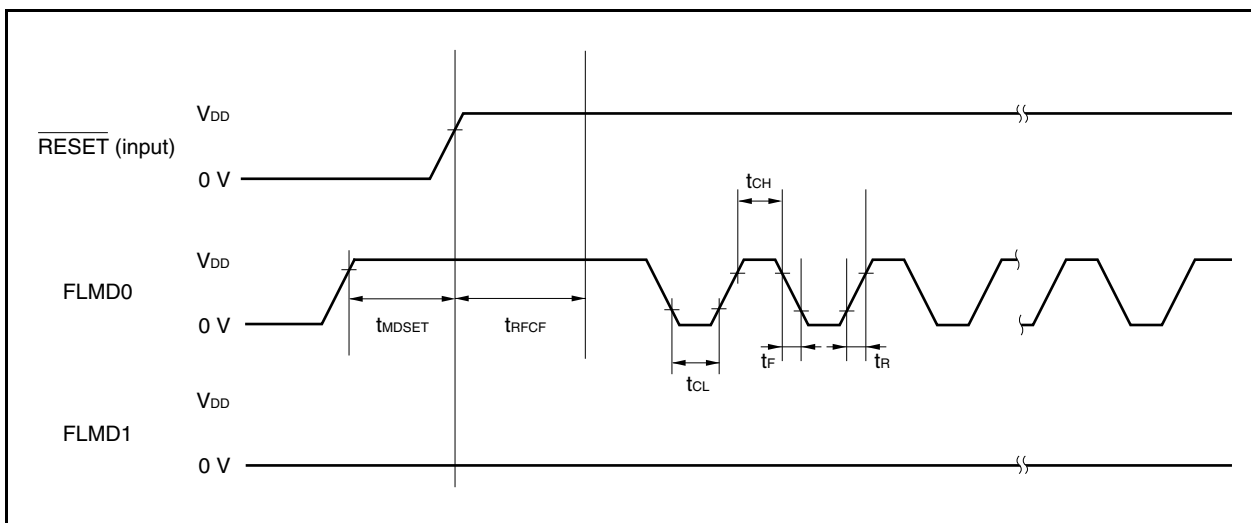 VDD
RESET (input)
0 V
tCH
VDD
FLMD0
tMDSET
tRFCF
0 V
tF
tR
tCL
VDD
FLMD1
0 V